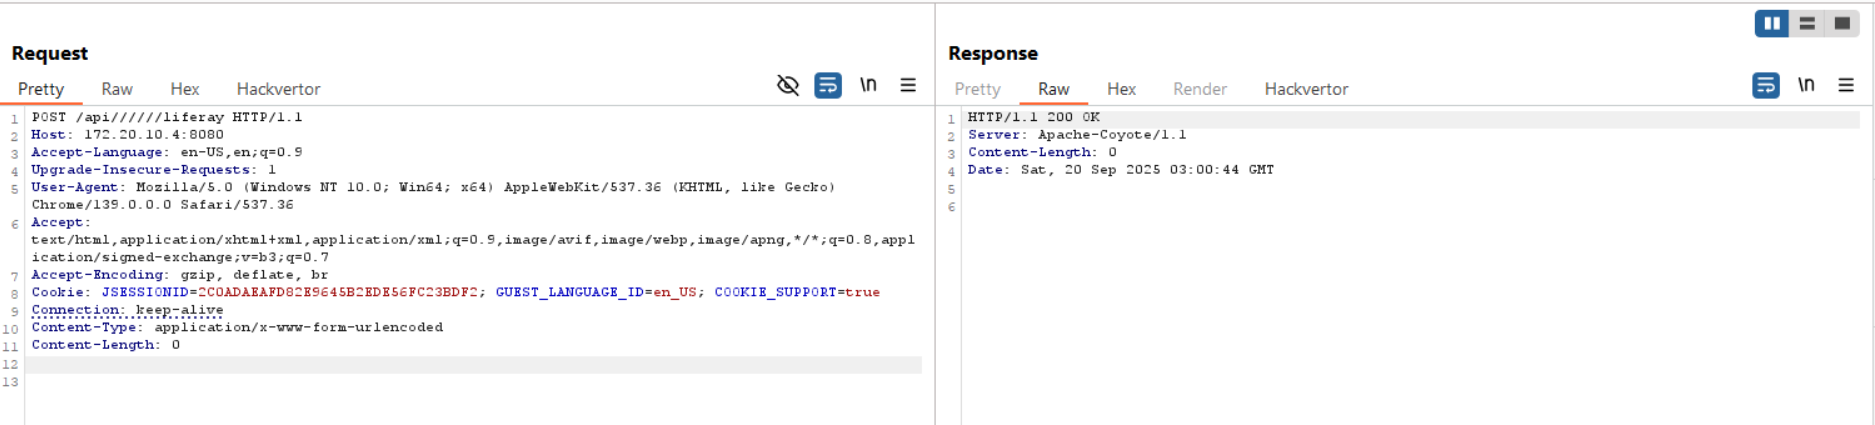 Request
Pretty Raw Hex Hackvertor \n
1 POST /api//////liferay HTTP/1.1
2 Host: 172.20.10.4:8080
3 Accept-Language: en-US,en;q=0.9
4 Upgrade-Insecure-Requests: 1
5 User-Agent: Mozilla/5.0 (Windows NT 10.0; Win64; x64) AppleWebKit/537.36 (KHTML, like Gecko)
Chrome/139.0.0.0 Safari/537.36
6 Accept:
text/html,application/xhtml+xml,application/xml;q=0.9,image/avif,image/webp,image/apng,*/*;q=0.8,appl
ication/signed-exchange;v=b3;q=0.7
7 Accept-Encoding: gzip, deflate, br
8 Cookie: JSESSIONID=2C0ADAEAFD82E9645B2EDE56FC23BDF2; GUEST_LANGUAGE_ID=en_US; COOKIE_SUPPORT=true
9 Connection: keep-alive
10 Content-Type: application/x-www-form-urlencoded
11 Content-Length: 0
12
13
Response
Pretty Raw Hex Render Hackvertor \n
1 HTTP/1.1 200 OK
2 Server: Apache-Coyote/1.1
3 Content-Length: 0
4 Date: Sat, 20 Sep 2025 03:00:44 GMT
5
6